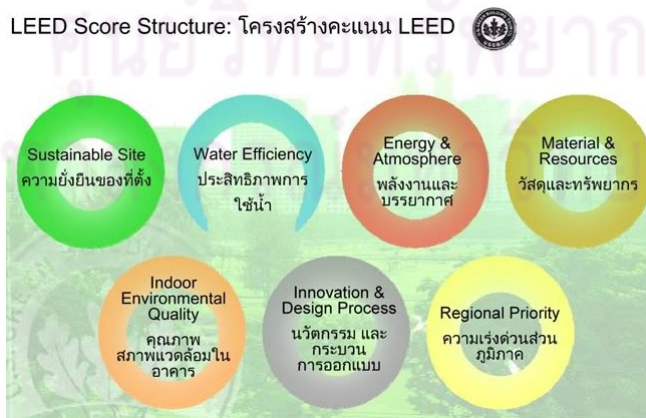 LEED Score Structure: โครงสร้างคะแนน LEED
Sustainable Site
ความยั่งยืนของที่ตั้ง
Water Efficiency
ประสิทธิภาพการ
ใช้น้ำ
Energy &
Atmosphere
พลังงานและ
บรรยากาศ
Material &
Resources
วัสดุและทรัพยากร
Indoor
Environmental
Quality
คุณภาพ
สภาพแวดล้อมใน
อาคาร
Innovation &
Design Process
นวัตกรรม และ
กระบวน
การออกแบบ
Regional Priority
ความเร่งด่วนส่วน
ภูมิภาค